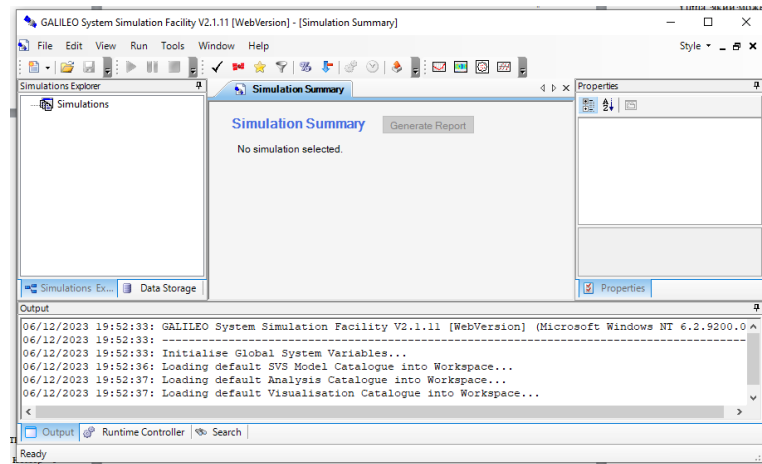 GALILEO System Simulation Facility V2.1.11 [WebVersion] - [Simulation Summary]
File Edit View Run Tools Window Help
Style
Simulations Explorer
Simulation Summary
Properties
Simulations
Simulation Summary
Generate Report
No simulation selected.
Simulations Ex...
Data Storage
Properties
Output
06/12/2023 19:52:33: GALILEO System Simulation Facility V2.1.11 [WebVersion] (Microsoft Windows NT 6.2.9200.0
06/12/2023 19:52:33: ----------------------------------------------------------------------
06/12/2023 19:52:33: Initialise Global System Variables...
06/12/2023 19:52:36: Loading default SVS Model Catalogue into Workspace...
06/12/2023 19:52:37: Loading default Analysis Catalogue into Workspace...
06/12/2023 19:52:37: Loading default Visualisation Catalogue into Workspace...
Output
Runtime Controller
Search
Ready